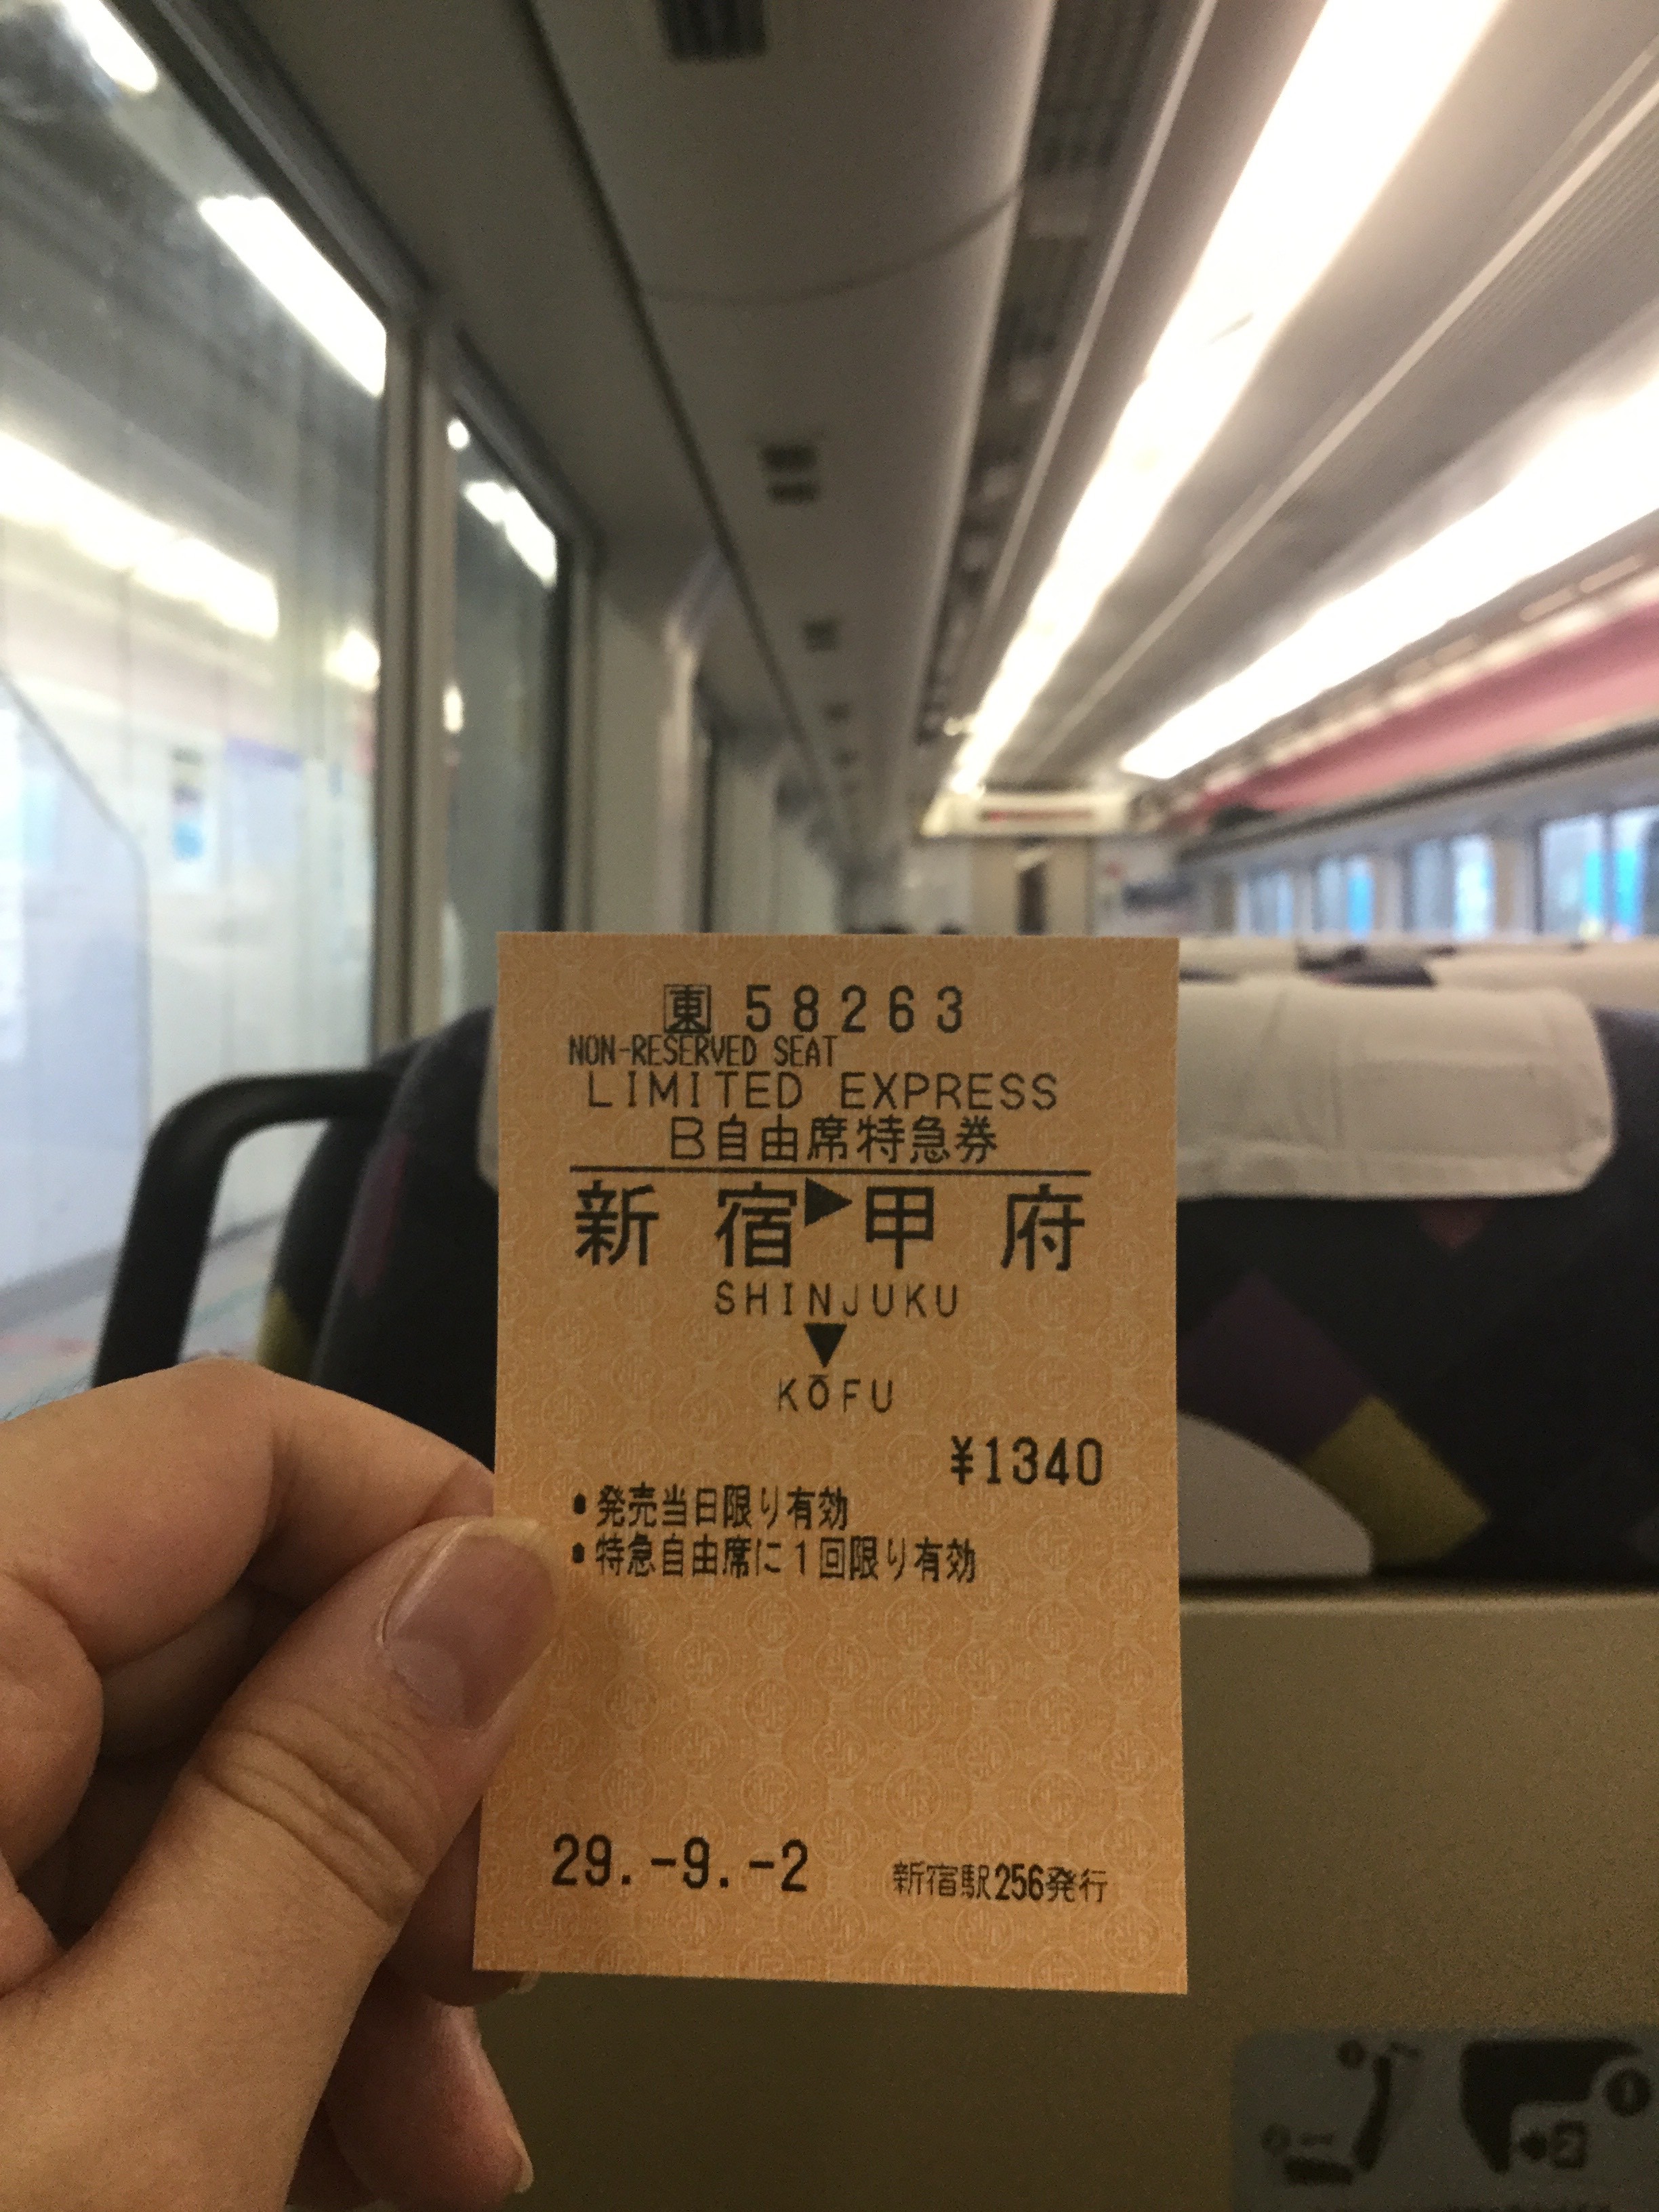 東 58263
NON-RESERVED SEAT
LIMITED EXPRESS
B自由席特急券
新宿▶甲府
SHINJUKU
▼
KŌFU
¥1340
•発売当日限り有効
•特急自由席に1回限り有効
29.-9.-2 新宿駅256発行